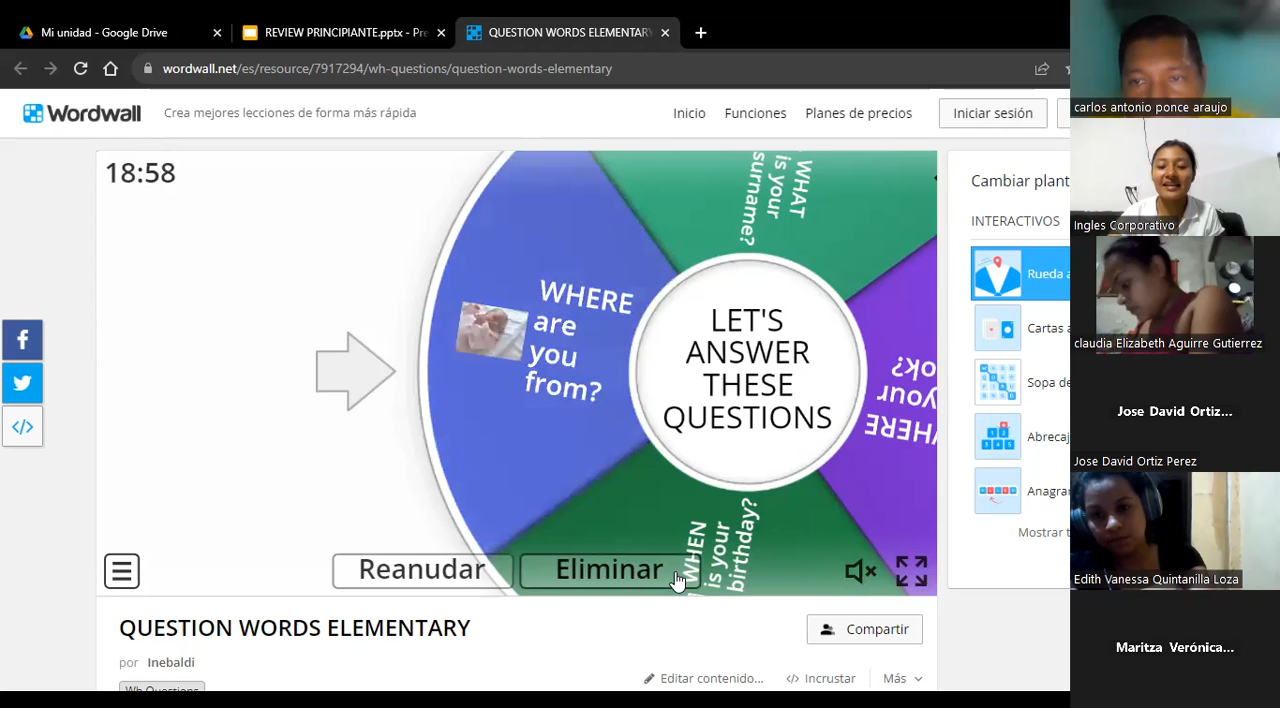 Mi unidad - Google Drive
REVIEW PRINCIPIANTE.pptx - Pre
QUESTION WORDS ELEMENTARY
wordwall.net/es/resource/7917294/wh-questions/question-words-elementary
Wordwall
Crea mejores lecciones de forma más rápida
Inicio
Funciones
Planes de precios
Iniciar sesión
18:58
WHAT
is your
surname?
WHERE
are
you
from?
LET'S
ANSWER
THESE
QUESTIONS
WHERE
your
WHEN
is your
birthday?
Reanudar
Eliminar
Cambiar plant
INTERACTIVOS
Rueda a
Cartas a
Sopa de
Abrecaj
Anagra
Mostrar t
QUESTION WORDS ELEMENTARY
por Inebaldi
Wh Questions
Compartir
Editar contenido...
Incrustar
Más
carlos antonio ponce araujo
Ingles Corporativo
claudia Elizabeth Aguirre Gutierrez
Jose David Ortiz...
Jose David Ortiz Perez
Edith Vanessa Quintanilla Loza
Maritza Verónica...